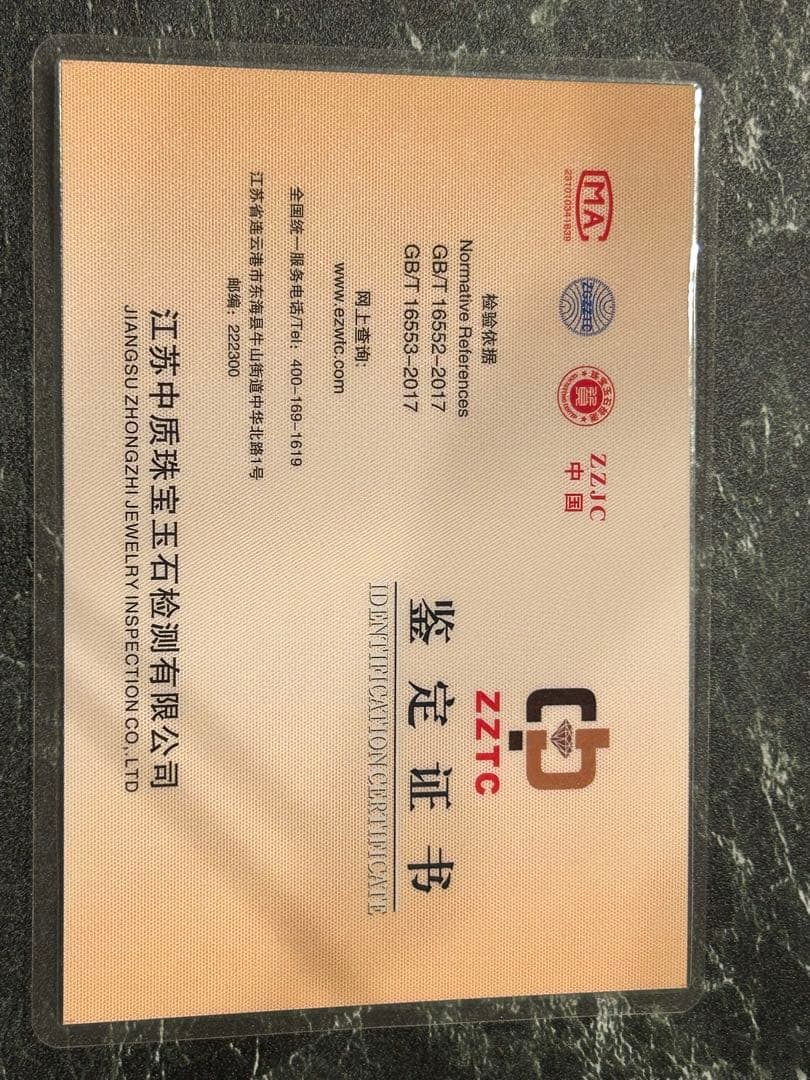 MA
231010341839
ZZJC
中国
检验依据
Normative References
GB/T 16552-2017
GB/T 16553-2017
网上查询:
www.ezwtc.com
全国统一服务电话/Tel: 400-169-1619
江苏省连云港市东海县牛山街道中华北路1号
邮编: 222300
ZZTC
鉴定证书
IDENTIFICATION CERTIFICATE
江苏中质珠宝玉石检测有限公司
JIANGSU ZHONGZHI JEWELRY INSPECTION CO,.LTD